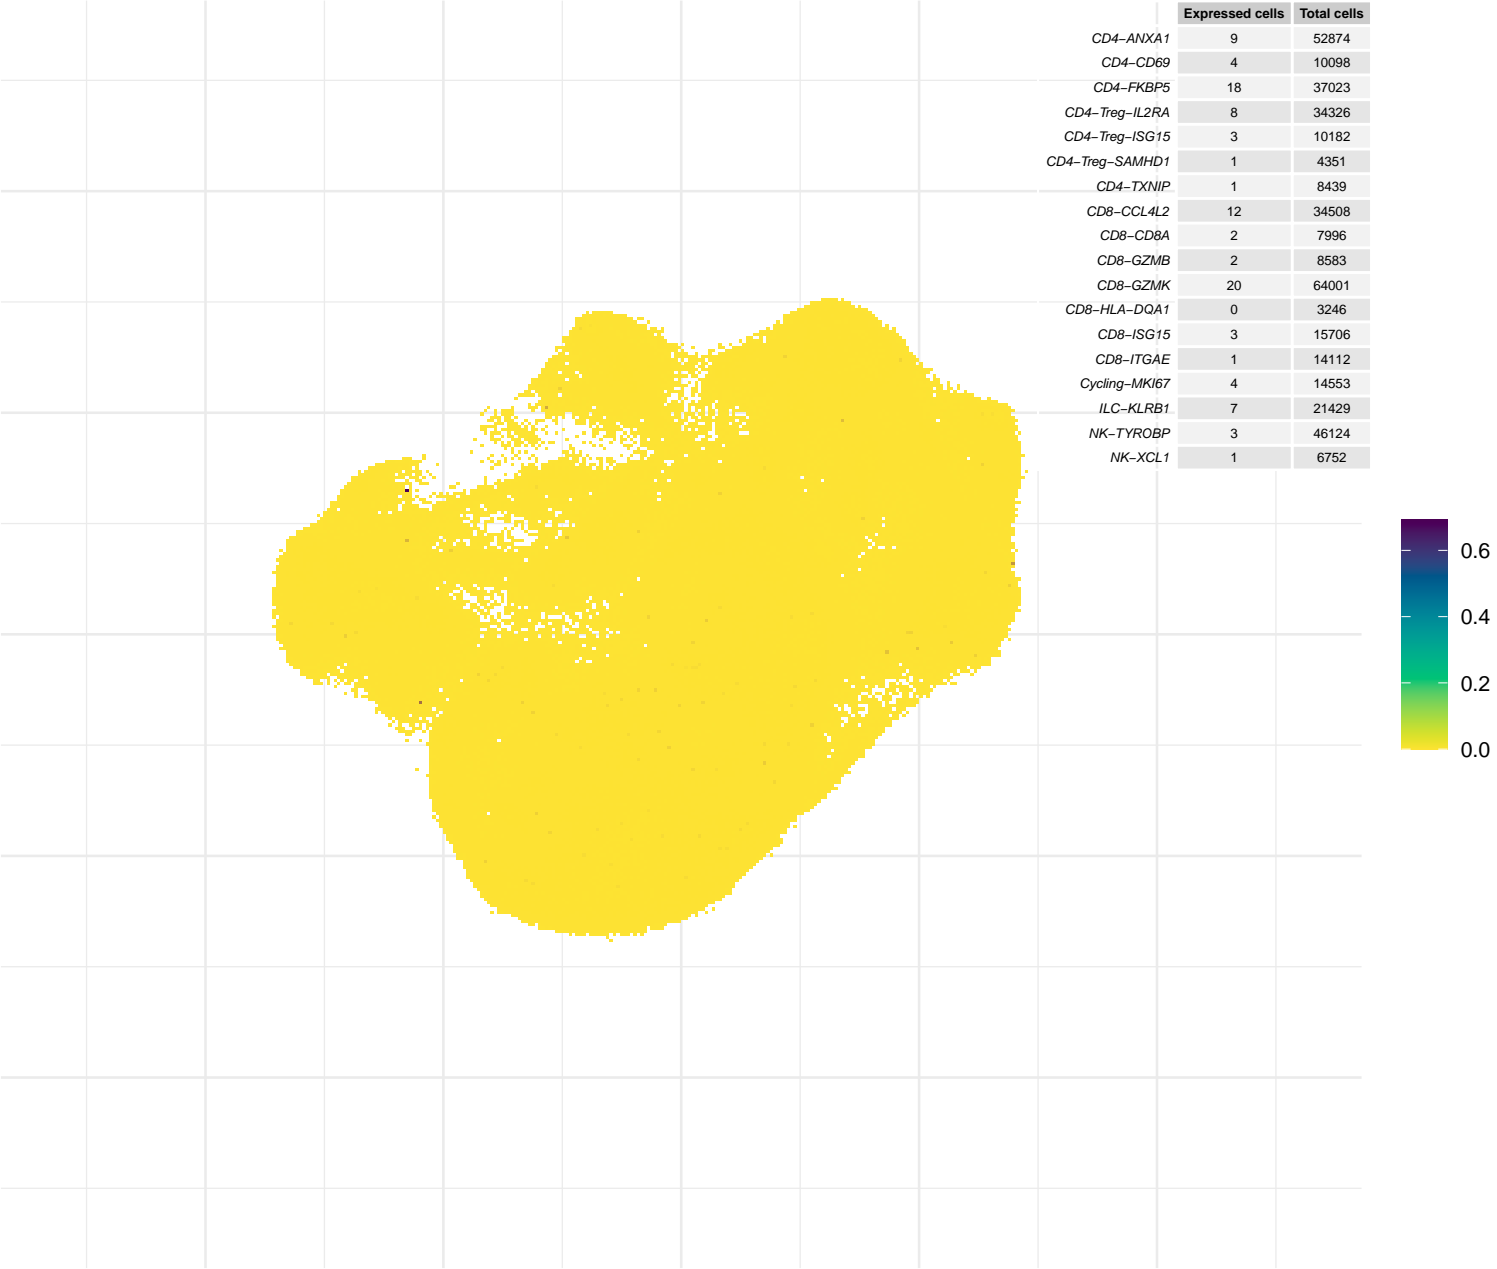 Expressed cells Total cells
CD4−ANXA1 9 52874
CD4−CD69 4 10098
CD4−FKBP5 18 37023
CD4−Treg−IL2RA 8 34326
CD4−Treg−ISG15 3 10182
CD4−Treg−SAMHD1 1 4351
CD4−TXNIP 1 8439
CD8−CCL4L2 12 34508
CD8−CD8A 2 7996
CD8−GZMB 2 8583
CD8−GZMK 20 64001
CD8−HLA−DQA1 0 3246
CD8−ISG15 3 15706
CD8−ITGAE 1 14112
Cycling−MKI67 4 14553
ILC−KLRB1 7 21429
NK−TYROBP 3 46124
NK−XCL1 1 6752
0.6
0.4
0.2
0.0